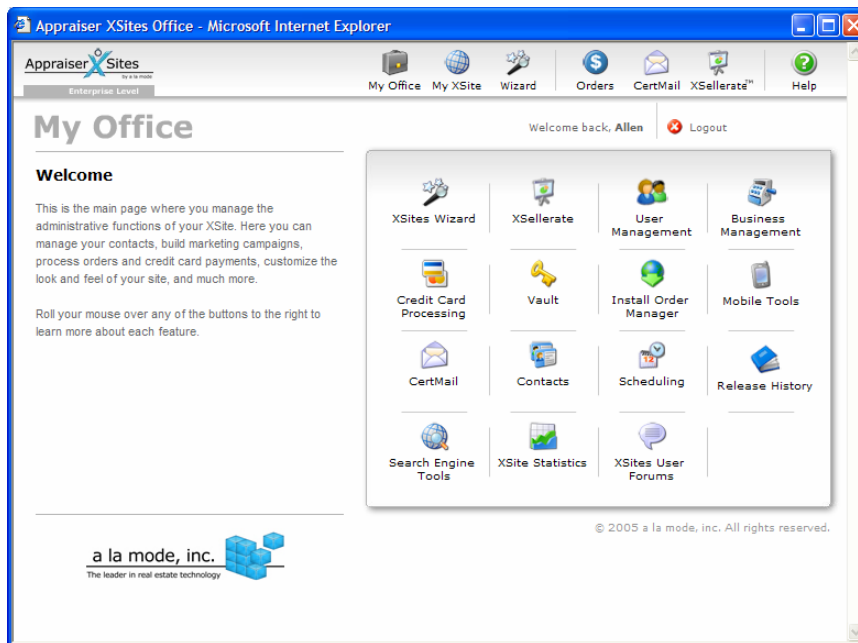 Appraiser XSites Office - Microsoft Internet Explorer
Appraiser XSites
by a la mode
Enterprise Level
My Office
My XSite
Wizard
Orders
CertMail
XSellerate™
Help
My Office
Welcome back, Allen
Logout
Welcome
This is the main page where you manage the
administrative functions of your XSite. Here you can
manage your contacts, build marketing campaigns,
process orders and credit card payments, customize the
look and feel of your site, and much more.
Roll your mouse over any of the buttons to the right to
learn more about each feature.
XSites Wizard
XSellerate
User
Management
Business
Management
Credit Card
Processing
Vault
Install Order
Manager
Mobile Tools
CertMail
Contacts
12
Scheduling
Release History
Search Engine
Tools
XSite Statistics
XSites User
Forums
© 2005 a la mode, inc. All rights reserved.
a la mode, inc.
The leader in real estate technology